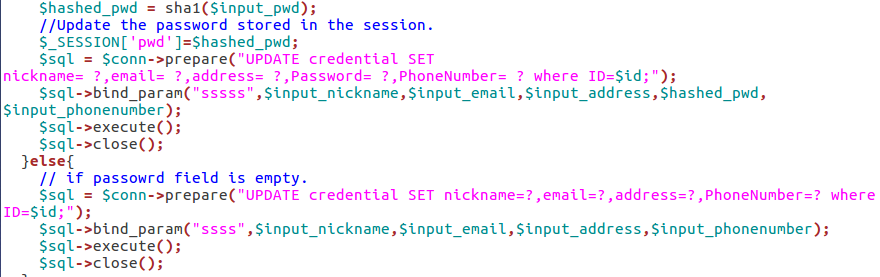 $hashed_pwd = sha1($input_pwd);
//Update the password stored in the session.
$_SESSION['pwd']=$hashed_pwd;
$sql = $conn->prepare("UPDATE credential SET
nickname= ?,email= ?,address= ?,Password= ?,PhoneNumber= ? where ID=$id;");
$sql->bind_param("sssss",$input_nickname,$input_email,$input_address,$hashed_pwd,
$input_phonenumber);
$sql->execute();
$sql->close();
}else{
// if passowrd field is empty.
$sql = $conn->prepare("UPDATE credential SET nickname=?,email=?,address=?,PhoneNumber=? where
ID=$id;");
$sql->bind_param("ssss",$input_nickname,$input_email,$input_address,$input_phonenumber);
$sql->execute();
$sql->close();
}